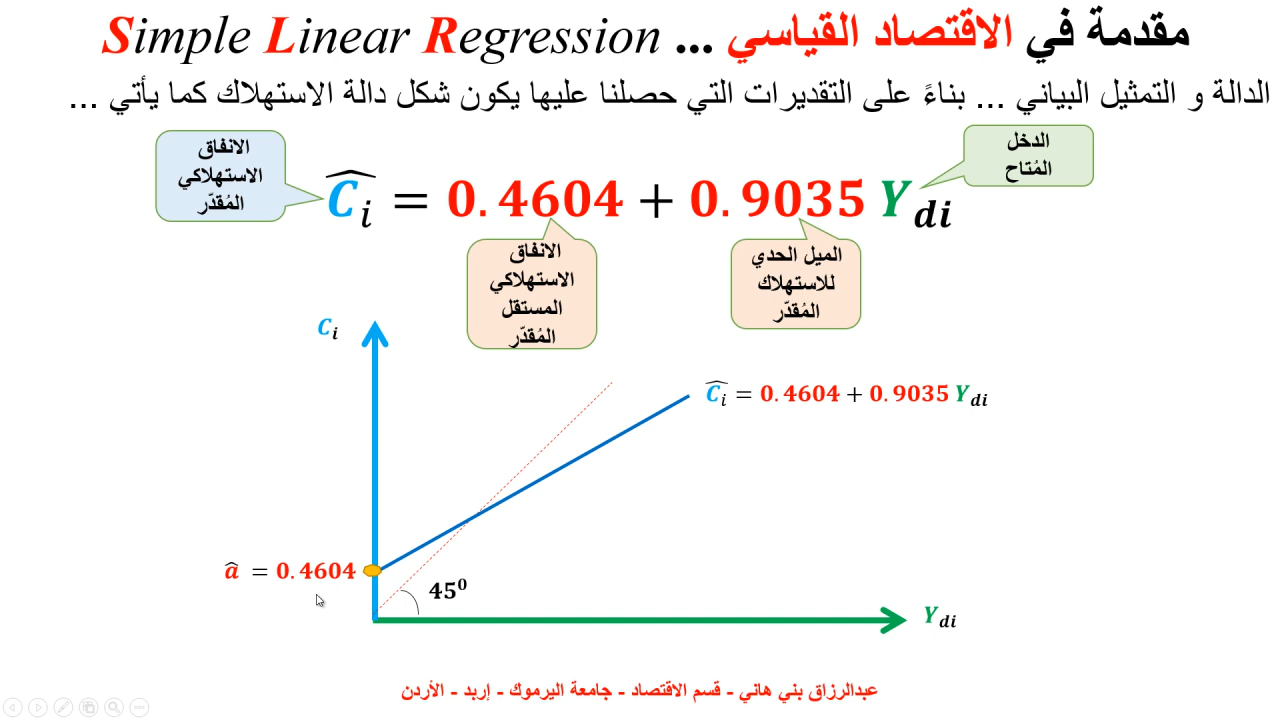 مقدمة في الاقتصاد القياسي ... Simple Linear Regression
الدالة و التمثيل البياني ... بناءً على التقديرات التي حصلنا عليها يكون شكل دالة الاستهلاك كما يأتي ...
الدخل
المُتاح
الانفاق
الاستهلاكي
المُقدّر
Ĉi = 0.4604 + 0.9035 Ydi
الميل الحدي
للاستهلاك
المُقدّر
الانفاق
الاستهلاكي
المستقل
المُقدّر
Ci
Ĉi = 0.4604 + 0.9035 Ydi
â = 0.4604
45⁰
Ydi
عبدالرزاق بني هاني - قسم الاقتصاد - جامعة اليرموك - إربد - الأردن